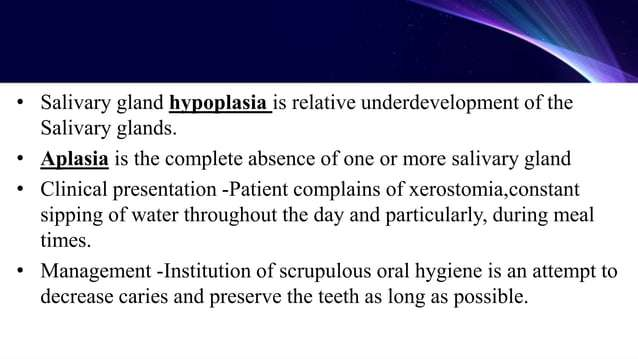 • Salivary gland hypoplasia is relative underdevelopment of the
Salivary glands.
• Aplasia is the complete absence of one or more salivary gland
• Clinical presentation -Patient complains of xerostomia,constant
sipping of water throughout the day and particularly, during meal
times.
• Management -Institution of scrupulous oral hygiene is an attempt to
decrease caries and preserve the teeth as long as possible.